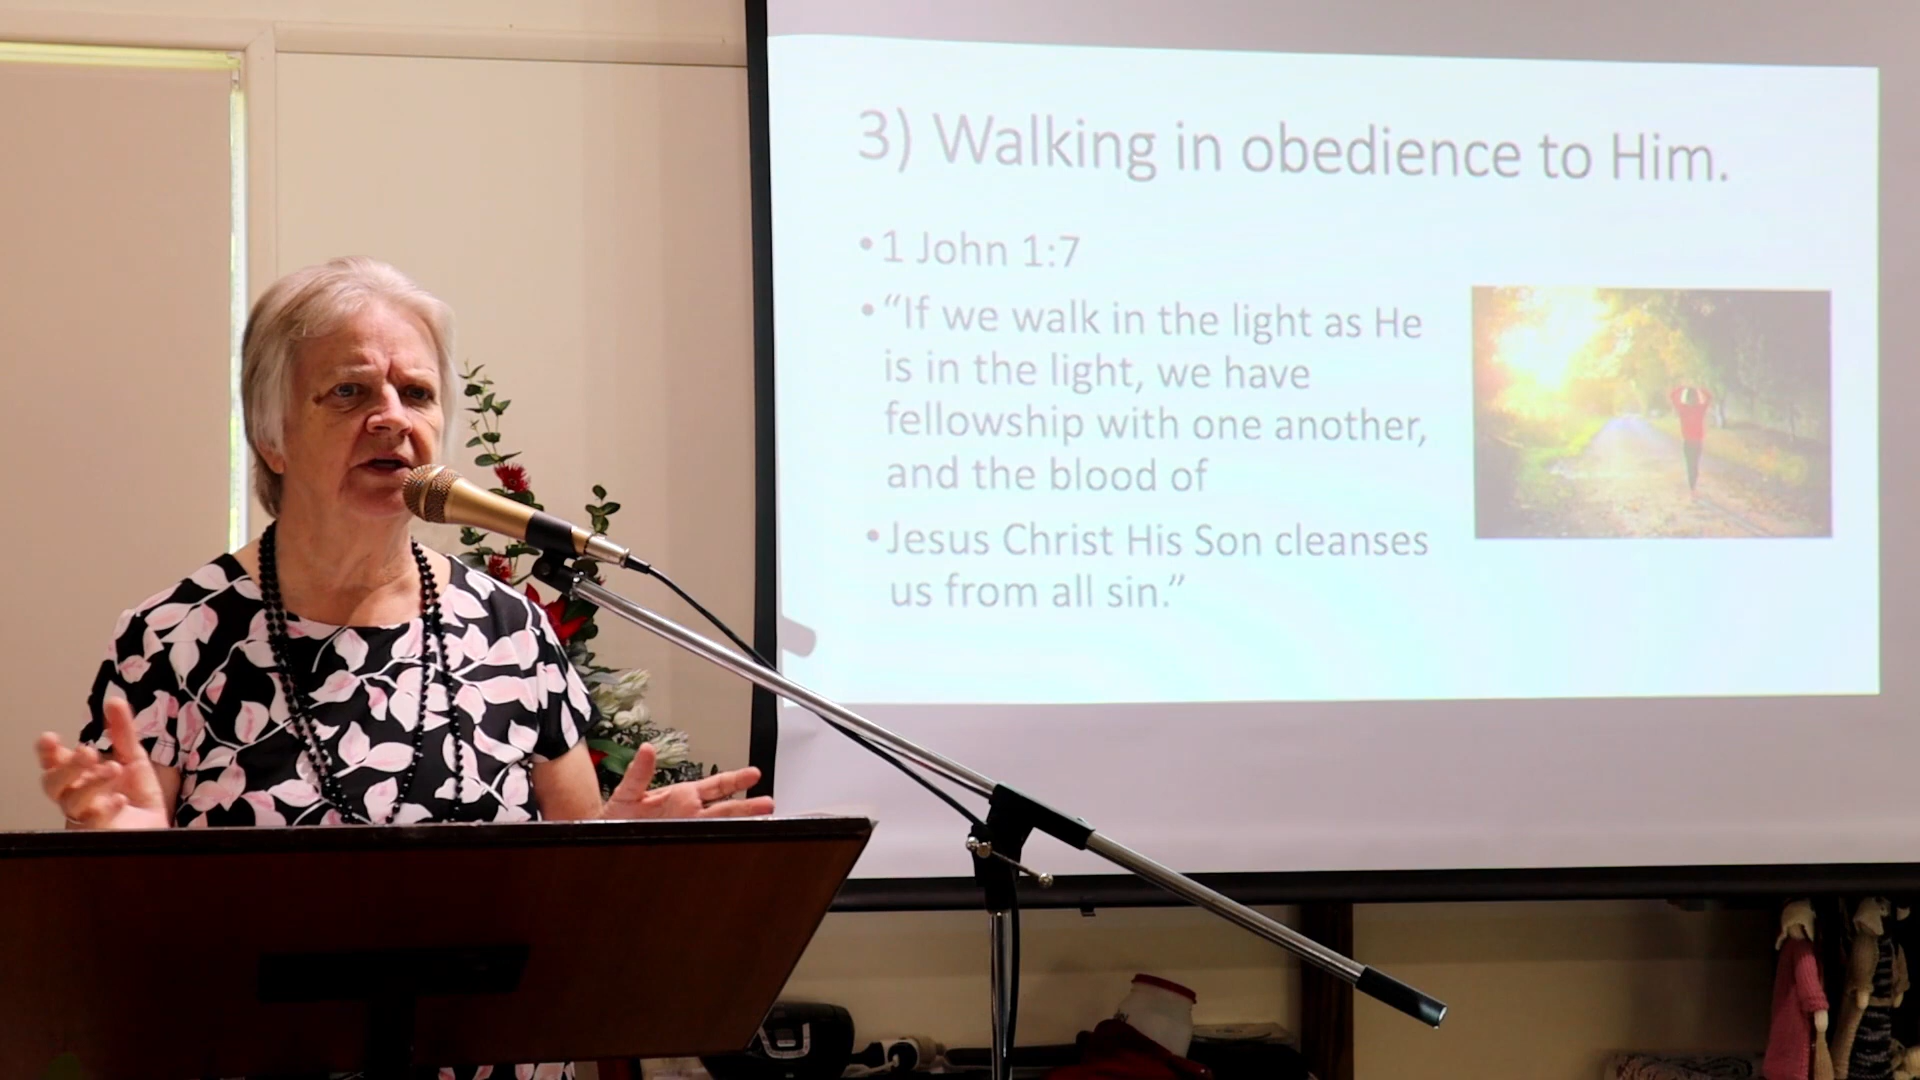 3) Walking in obedience to Him.
•1 John 1:7
•“If we walk in the light as He
is in the light, we have
fellowship with one another,
and the blood of
•Jesus Christ His Son cleanses
us from all sin.”